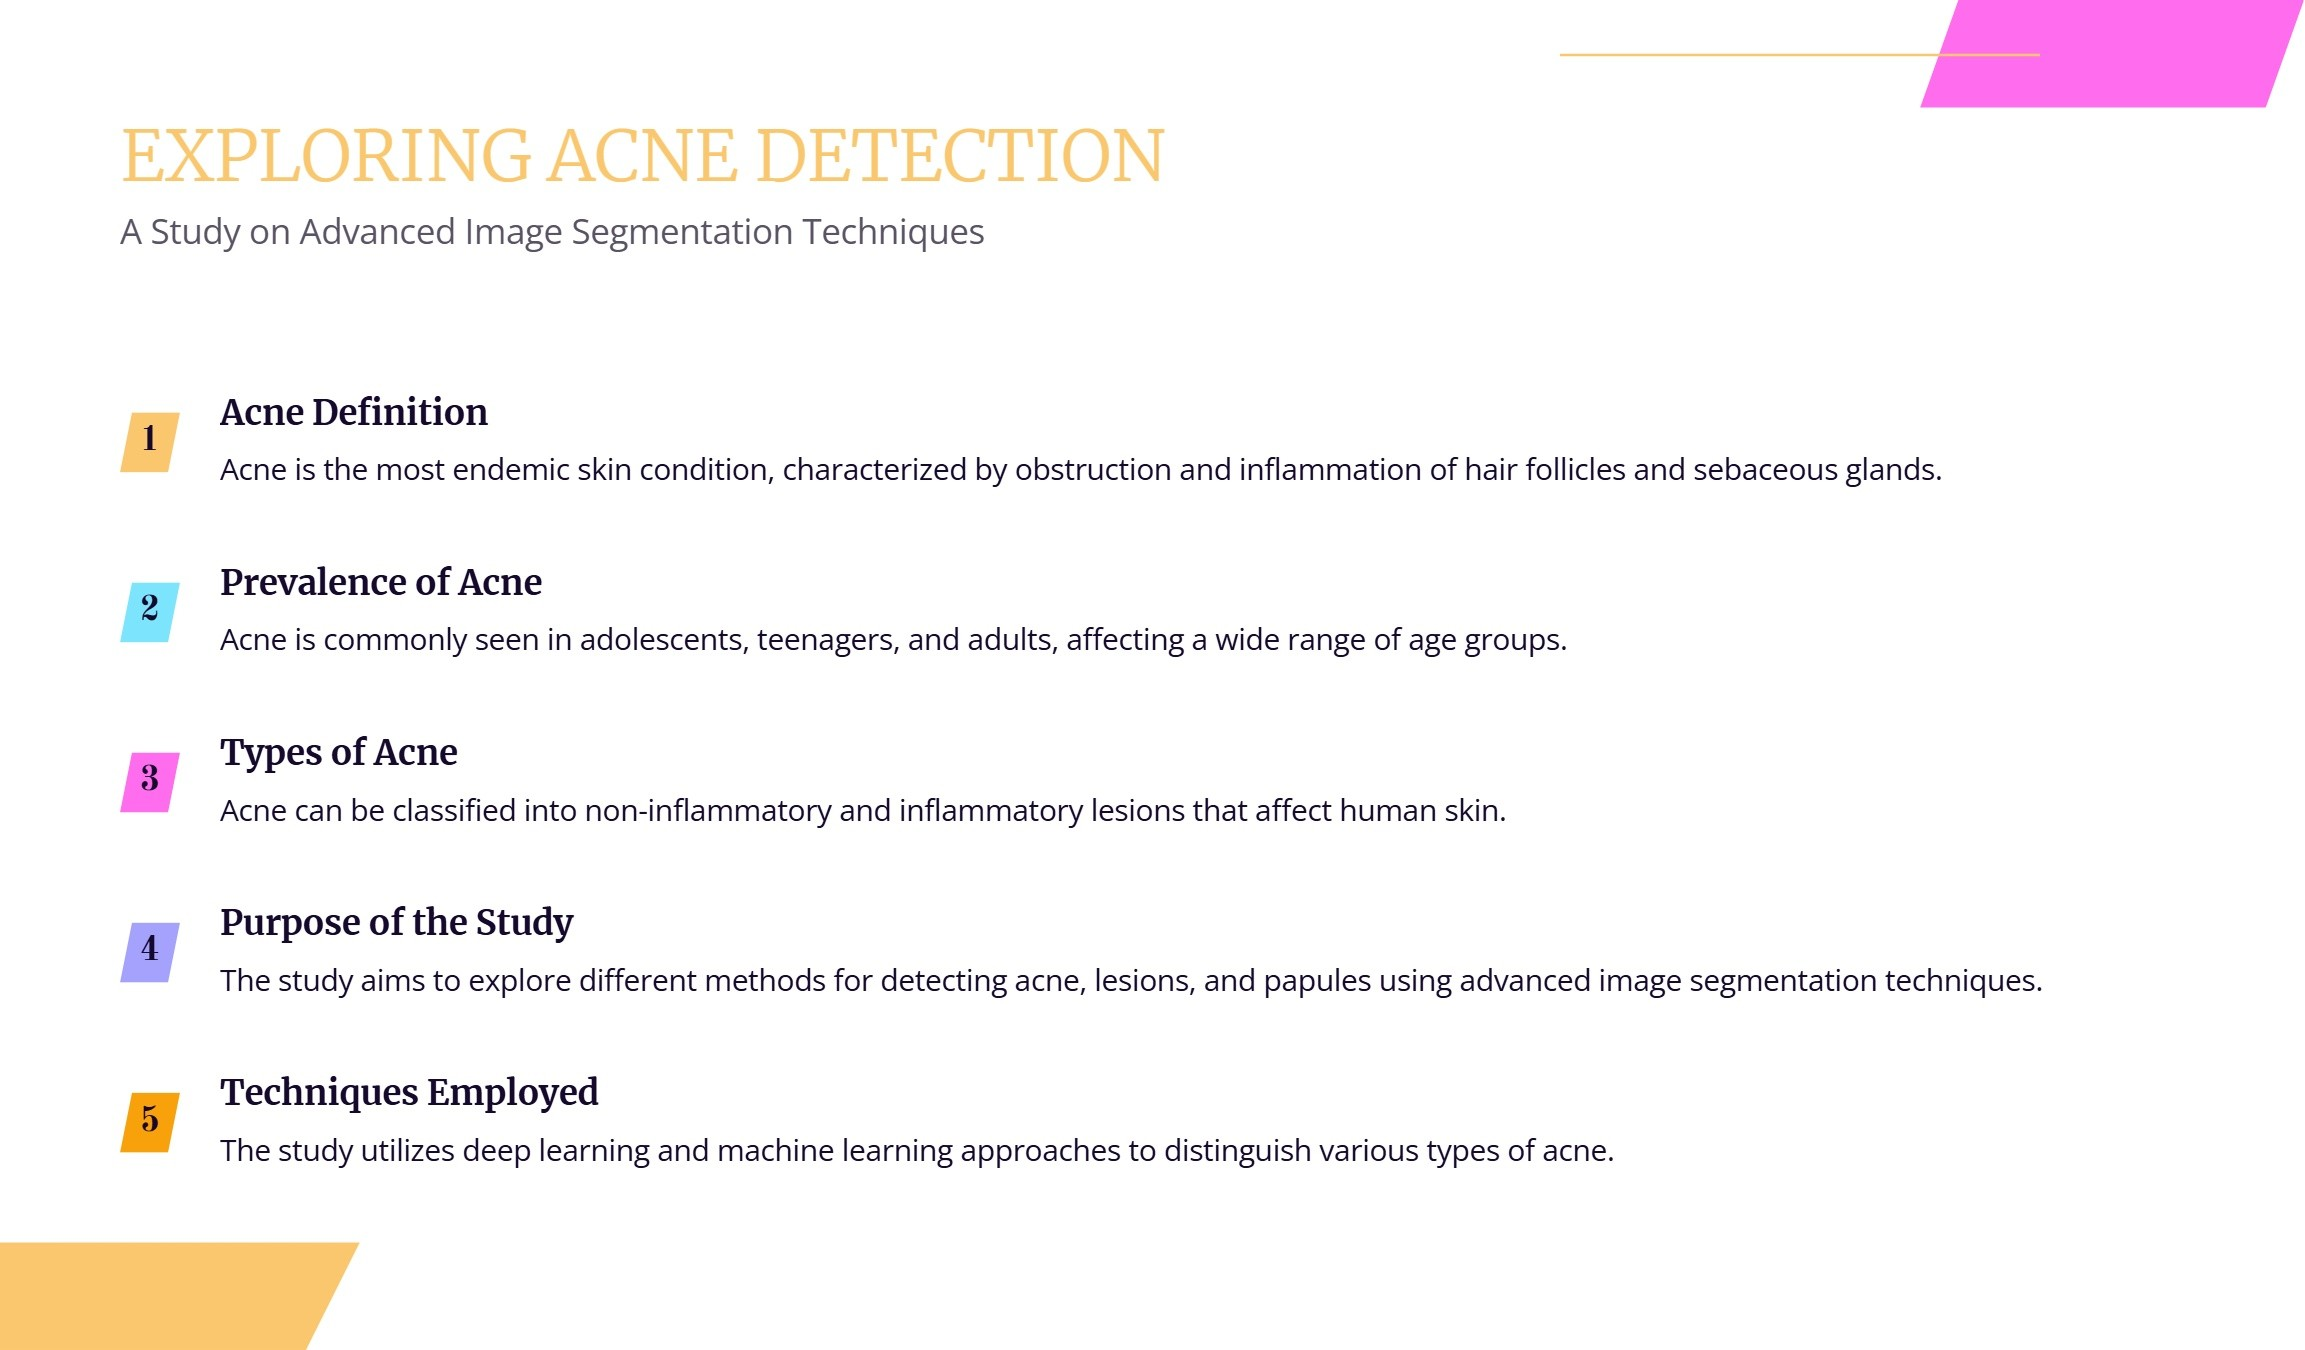 EXPLORING ACNE DETECTION
A Study on Advanced Image Segmentation Techniques
1
Acne Definition
Acne is the most endemic skin condition, characterized by obstruction and inflammation of hair follicles and sebaceous glands.
2
Prevalence of Acne
Acne is commonly seen in adolescents, teenagers, and adults, affecting a wide range of age groups.
3
Types of Acne
Acne can be classified into non-inflammatory and inflammatory lesions that affect human skin.
4
Purpose of the Study
The study aims to explore different methods for detecting acne, lesions, and papules using advanced image segmentation techniques.
5
Techniques Employed
The study utilizes deep learning and machine learning approaches to distinguish various types of acne.